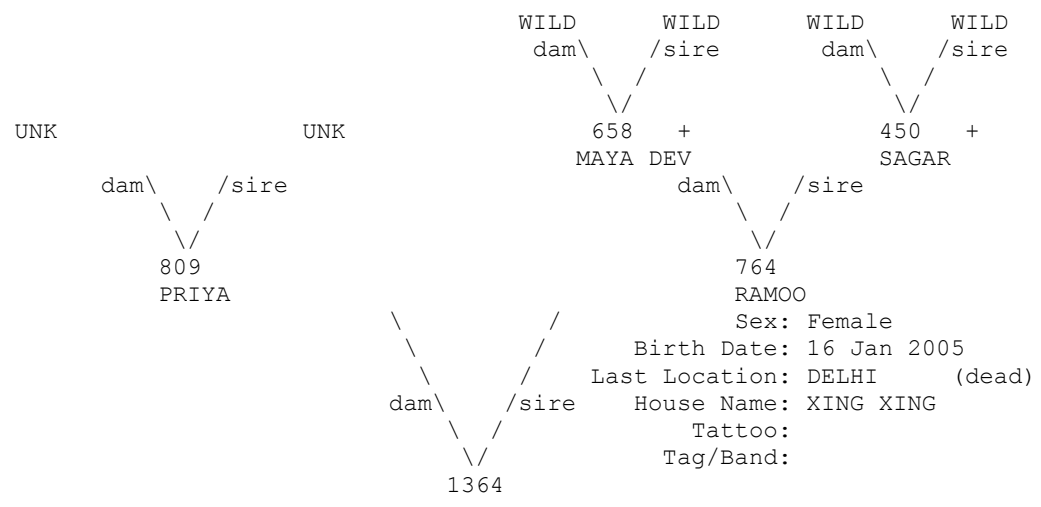 WILD WILD WILD WILD
dam\ /sire dam\ /sire
\ / \ /
\/ \/
UNK UNK 658 + 450 +
MAYA DEV SAGAR
dam\ /sire dam\ /sire
\ / \ /
\/ \/
809 764
PRIYA RAMOO
\ / Sex: Female
\ / Birth Date: 16 Jan 2005
\ / Last Location: DELHI (dead)
dam\ /sire House Name: XING XING
\ / Tattoo:
\/ Tag/Band:
1364